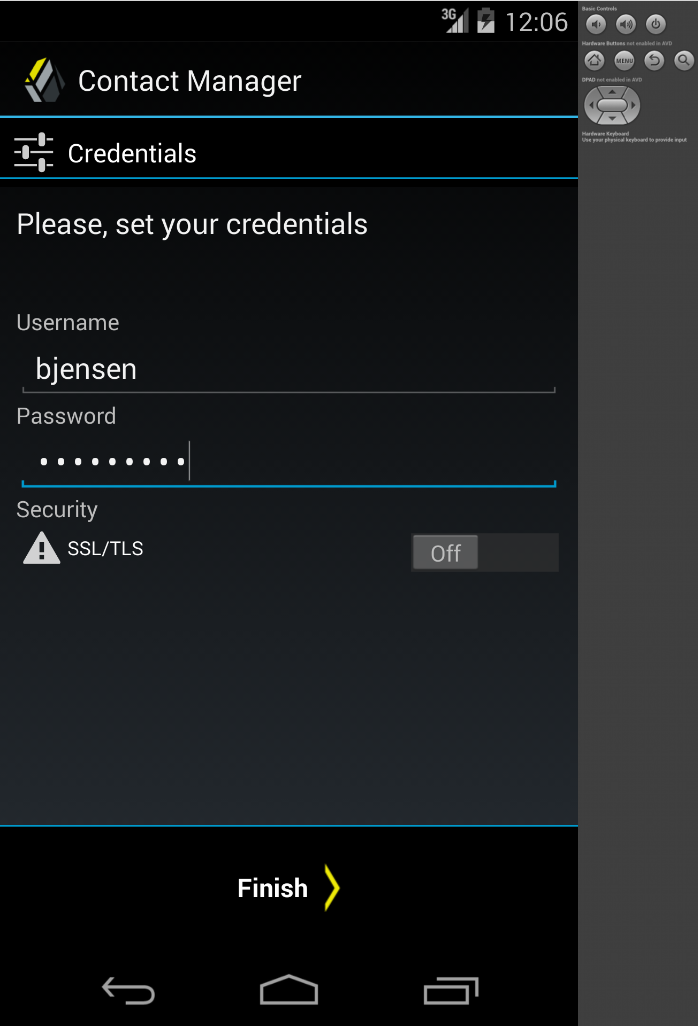 3G 12:06
Contact Manager
Credentials
Please, set your credentials
Username
bjensen
Password
Security
SSL/TLS
Off
Finish
Basic Controls
Hardware Buttons not enabled in AVD
MENU
DPAD not enabled in AVD
Hardware Keyboard
Use your physical keyboard to provide input